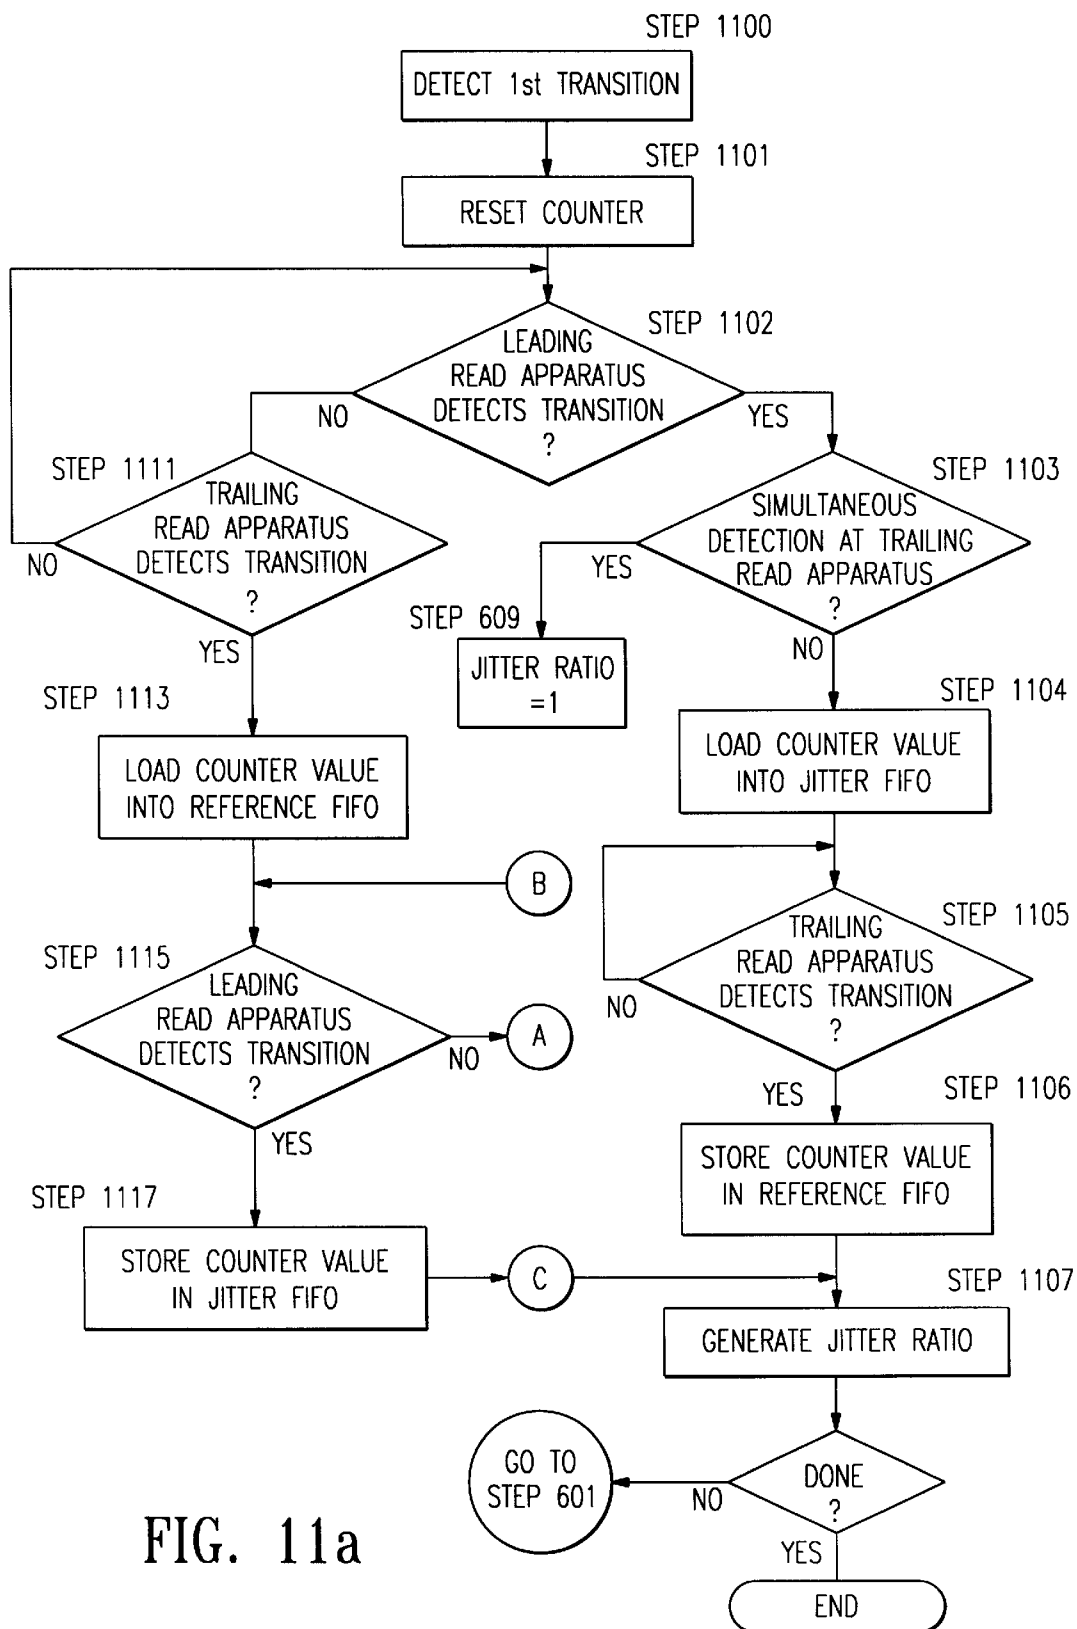 STEP 1100
DETECT 1st TRANSITION
STEP 1101
RESET COUNTER
STEP 1102
LEADING
READ APPARATUS
DETECTS TRANSITION
?
NO
YES
STEP 1111
TRAILING
READ APPARATUS
DETECTS TRANSITION
?
NO
YES
STEP 1103
SIMULTANEOUS
DETECTION AT TRAILING
READ APPARATUS
?
YES
NO
STEP 609
JITTER RATIO
=1
STEP 1113
LOAD COUNTER VALUE
INTO REFERENCE FIFO
STEP 1104
LOAD COUNTER VALUE
INTO JITTER FIFO
B
STEP 1115
LEADING
READ APPARATUS
DETECTS TRANSITION
?
NO
A
YES
STEP 1105
TRAILING
READ APPARATUS
DETECTS TRANSITION
?
NO
YES
STEP 1106
STORE COUNTER VALUE
IN REFERENCE FIFO
STEP 1117
STORE COUNTER VALUE
IN JITTER FIFO
C
STEP 1107
GENERATE JITTER RATIO
DONE
?
NO
GO TO
STEP 601
YES
END
FIG. 11a